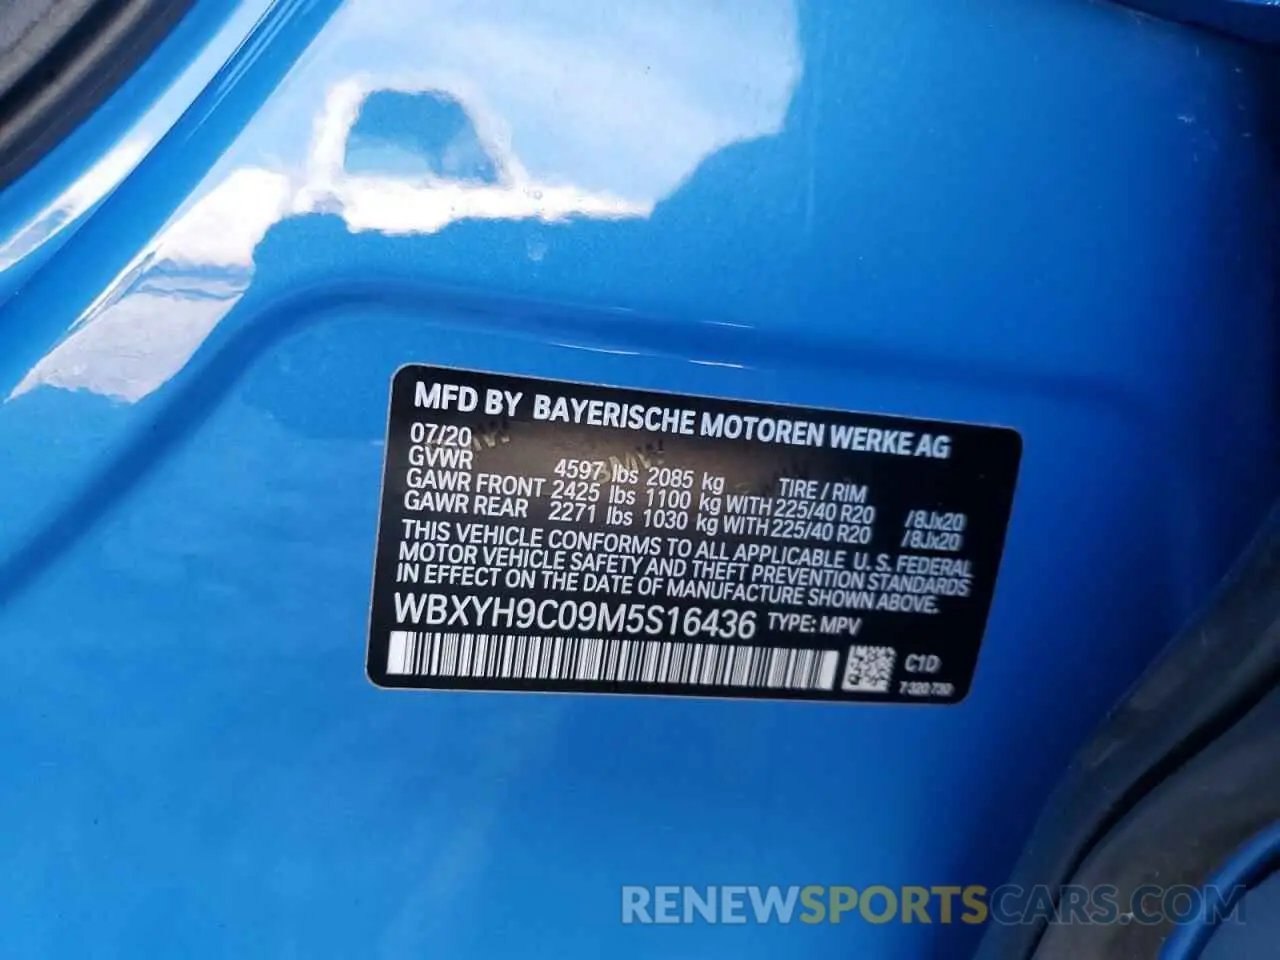 MFD BY BAYERISCHE MOTOREN WERKE AG
07/20
GVWR 4597 lbs 2085 kg TIRE / RIM
GAWR FRONT 2425 lbs 1100 kg WITH 225/40 R20 /8Jx20
GAWR REAR 2271 lbs 1030 kg WITH 225/40 R20 /8Jx20
THIS VEHICLE CONFORMS TO ALL APPLICABLE U. S. FEDERAL
MOTOR VEHICLE SAFETY AND THEFT PREVENTION STANDARDS
IN EFFECT ON THE DATE OF MANUFACTURE SHOWN ABOVE.
WBXYH9C09M5S16436 TYPE: MPV
C1D
7 320 730
RENEWSPORTSCARS.COM